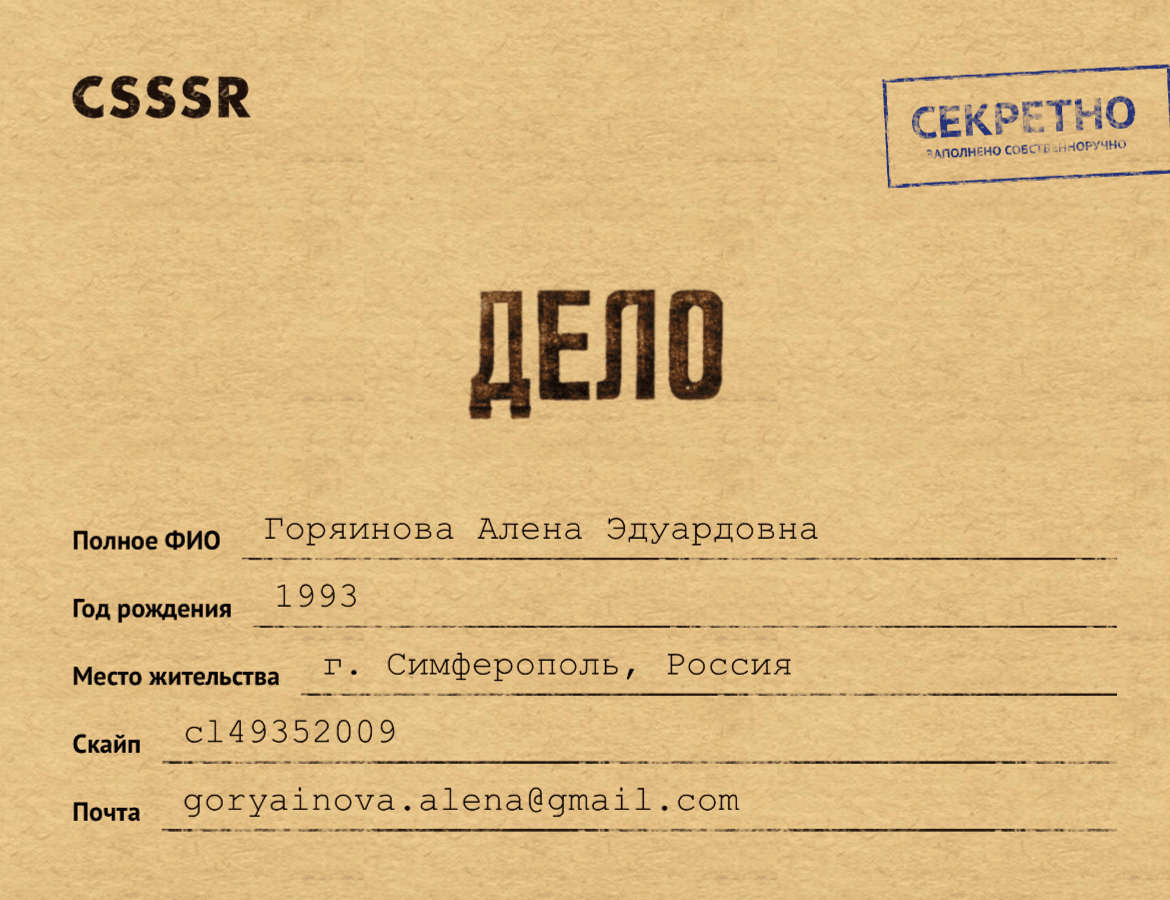 CSSSR
СЕКРЕТНО
ЗАПОЛНЕНО СОБСТВЕННОРУЧНО
ДЕЛО
Полное ФИО Горяинова Алена Эдуардовна
Год рождения 1993
Место жительства г. Симферополь, Россия
Скайп cl49352009
Почта goryainova.alena@gmail.com